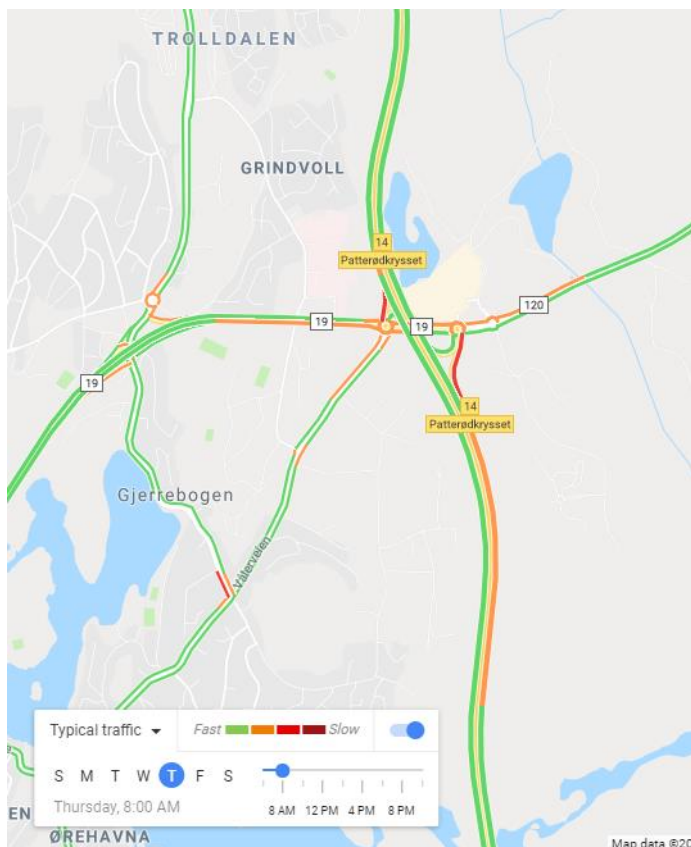 TROLLDALEN
GRINDVOLL
14
Patterødkrysset
120
19
19
19
14
Patterødkrysset
Gjerrebogen
Våterveien
Typical traffic
Fast
Slow
S M T W T F S
Thursday, 8:00 AM
8 AM 12 PM 4 PM 8 PM
EN
ØREHAVNA
Map data ©20